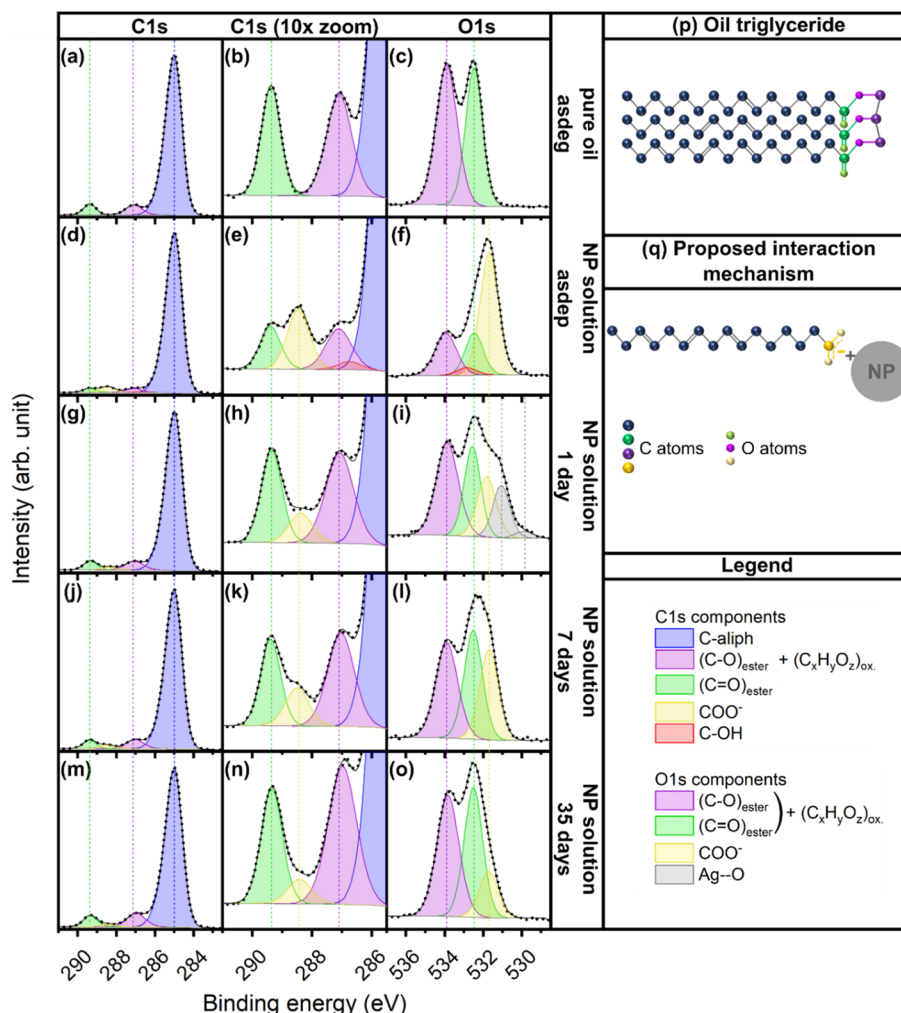 C1s
C1s (10x zoom)
O1s
(p) Oil triglyceride
(a)
(b)
(c)
pure oil
asdeg
(d)
(e)
(f)
NP solution
asdep
(q) Proposed interaction
mechanism
+
NP
(g)
(h)
(i)
NP solution
1 day
C atoms
O atoms
(j)
(k)
(l)
NP solution
7 days
(m)
(n)
(o)
NP solution
35 days
Legend
C1s components
C-aliph
(C-O)ester + (CxHyOz)ox.
(C=O)ester
COO-
C-OH
O1s components
(C-O)ester
(C=O)ester ) + (CxHyOz)ox.
COO-
Ag--O
Intensity (arb. unit)
290 288 286 284
290 288 286
536 534 532 530
Binding energy (eV)